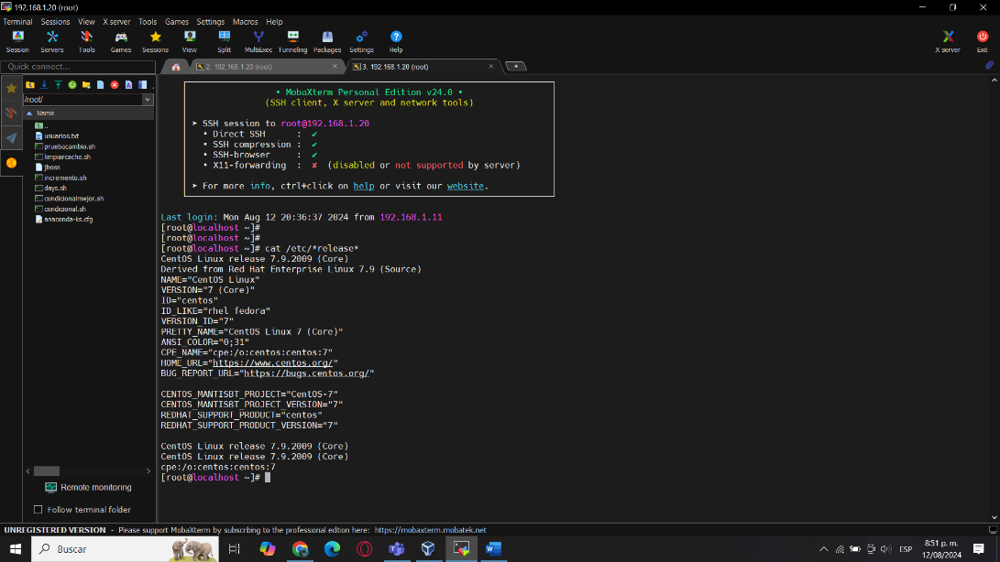 192.168.1.20 (root)
Terminal Sessions View X server Tools Games Settings Macros Help
Session Servers Tools Games Sessions View Split MultiExec Tunneling Packages Settings Help X server Exit
Quick connect...
2. 192.168.1.20 (root)
3. 192.168.1.20 (root)
/root/
Name
..
usuarios.txt
pruebacambio.sh
limpiarcache.sh
jboss
incremento.sh
days.sh
condicionalmejor.sh
condicional.sh
anaconda-ks.cfg
Remote monitoring
Follow terminal folder
• MobaXterm Personal Edition v24.0 •
(SSH client, X server and network tools)
➤ SSH session to root@192.168.1.20
• Direct SSH : ✔
• SSH compression : ✔
• SSH-browser : ✔
• X11-forwarding : ✘ (disabled or not supported by server)
➤ For more info, ctrl+click on help or visit our website.
Last login: Mon Aug 12 20:36:37 2024 from 192.168.1.11
[root@localhost ~]#
[root@localhost ~]#
[root@localhost ~]# cat /etc/*release*
CentOS Linux release 7.9.2009 (Core)
Derived from Red Hat Enterprise Linux 7.9 (Source)
NAME="CentOS Linux"
VERSION="7 (Core)"
ID="centos"
ID_LIKE="rhel fedora"
VERSION_ID="7"
PRETTY_NAME="CentOS Linux 7 (Core)"
ANSI_COLOR="0;31"
CPE_NAME="cpe:/o:centos:centos:7"
HOME_URL="https://www.centos.org/"
BUG_REPORT_URL="https://bugs.centos.org/"
CENTOS_MANTISBT_PROJECT="CentOS-7"
CENTOS_MANTISBT_PROJECT_VERSION="7"
REDHAT_SUPPORT_PRODUCT="centos"
REDHAT_SUPPORT_PRODUCT_VERSION="7"
CentOS Linux release 7.9.2009 (Core)
CentOS Linux release 7.9.2009 (Core)
cpe:/o:centos:centos:7
[root@localhost ~]#
UNREGISTERED VERSION - Please support MobaXterm by subscribing to the professional edition here: https://mobaxterm.mobatek.net
Buscar
ESP
8:51 p. m.
12/08/2024